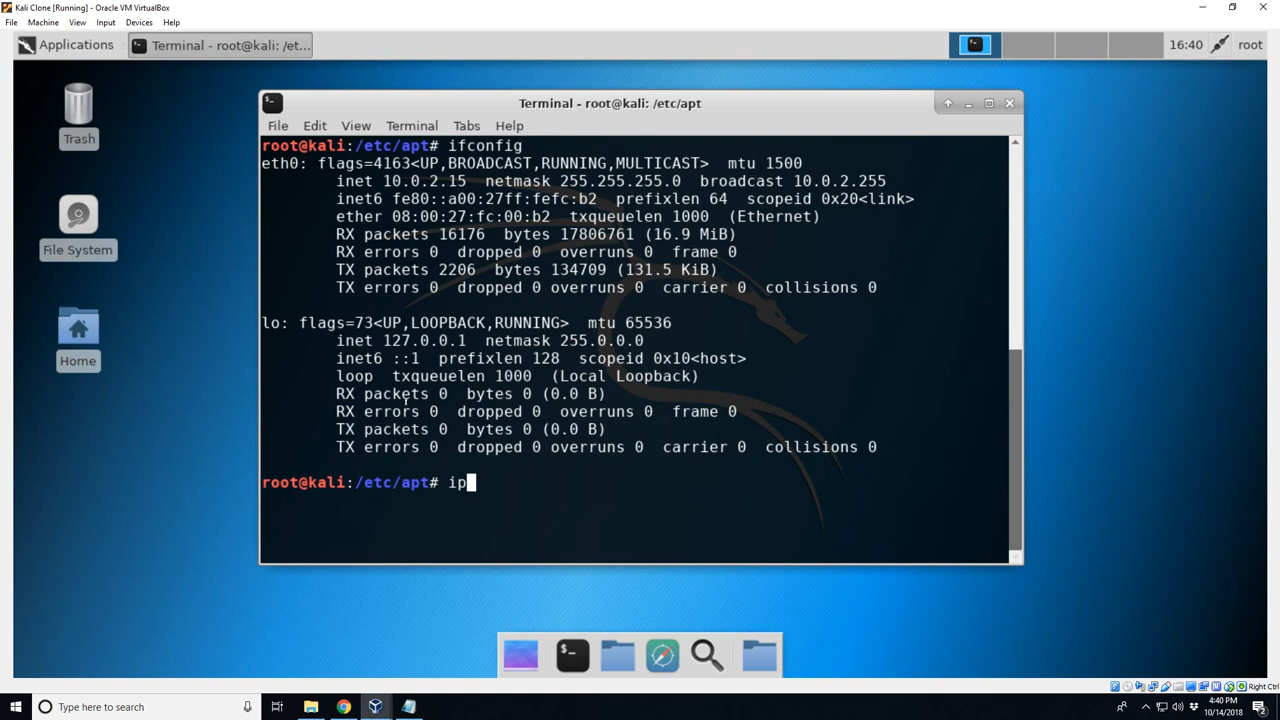 Kali Clone [Running] - Oracle VM VirtualBox
File Machine View Input Devices Help
Applications Terminal - root@kali: /et... 16:40 root
Trash
File System
Home
Terminal - root@kali: /etc/apt
File Edit View Terminal Tabs Help
root@kali:/etc/apt# ifconfig
eth0: flags=4163<UP,BROADCAST,RUNNING,MULTICAST>  mtu 1500
        inet 10.0.2.15  netmask 255.255.255.0  broadcast 10.0.2.255
        inet6 fe80::a00:27ff:fefc:b2  prefixlen 64  scopeid 0x20<link>
        ether 08:00:27:fc:00:b2  txqueuelen 1000  (Ethernet)
        RX packets 16176  bytes 17806761 (16.9 MiB)
        RX errors 0  dropped 0  overruns 0  frame 0
        TX packets 2206  bytes 134709 (131.5 KiB)
        TX errors 0  dropped 0 overruns 0  carrier 0  collisions 0
lo: flags=73<UP,LOOPBACK,RUNNING>  mtu 65536
        inet 127.0.0.1  netmask 255.0.0.0
        inet6 ::1  prefixlen 128  scopeid 0x10<host>
        loop  txqueuelen 1000  (Local Loopback)
        RX packets 0  bytes 0 (0.0 B)
        RX errors 0  dropped 0  overruns 0  frame 0
        TX packets 0  bytes 0 (0.0 B)
        TX errors 0  dropped 0 overruns 0  carrier 0  collisions 0
root@kali:/etc/apt# ip
Right Ctrl
Type here to search
4:40 PM
10/14/2018
2